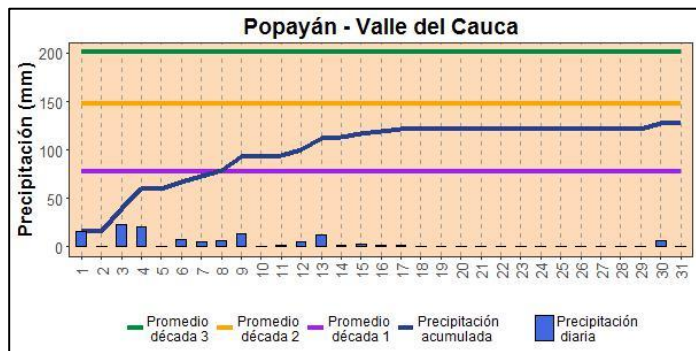 Popayán - Valle del Cauca
Precipitación (mm)
200
150
100
50
0
1 2 3 4 5 6 7 8 9 10 11 12 13 14 15 16 17 18 19 20 21 22 23 24 25 26 27 28 29 30 31
Promedio década 3
Promedio década 2
Promedio década 1
Precipitación acumulada
Precipitación diaria